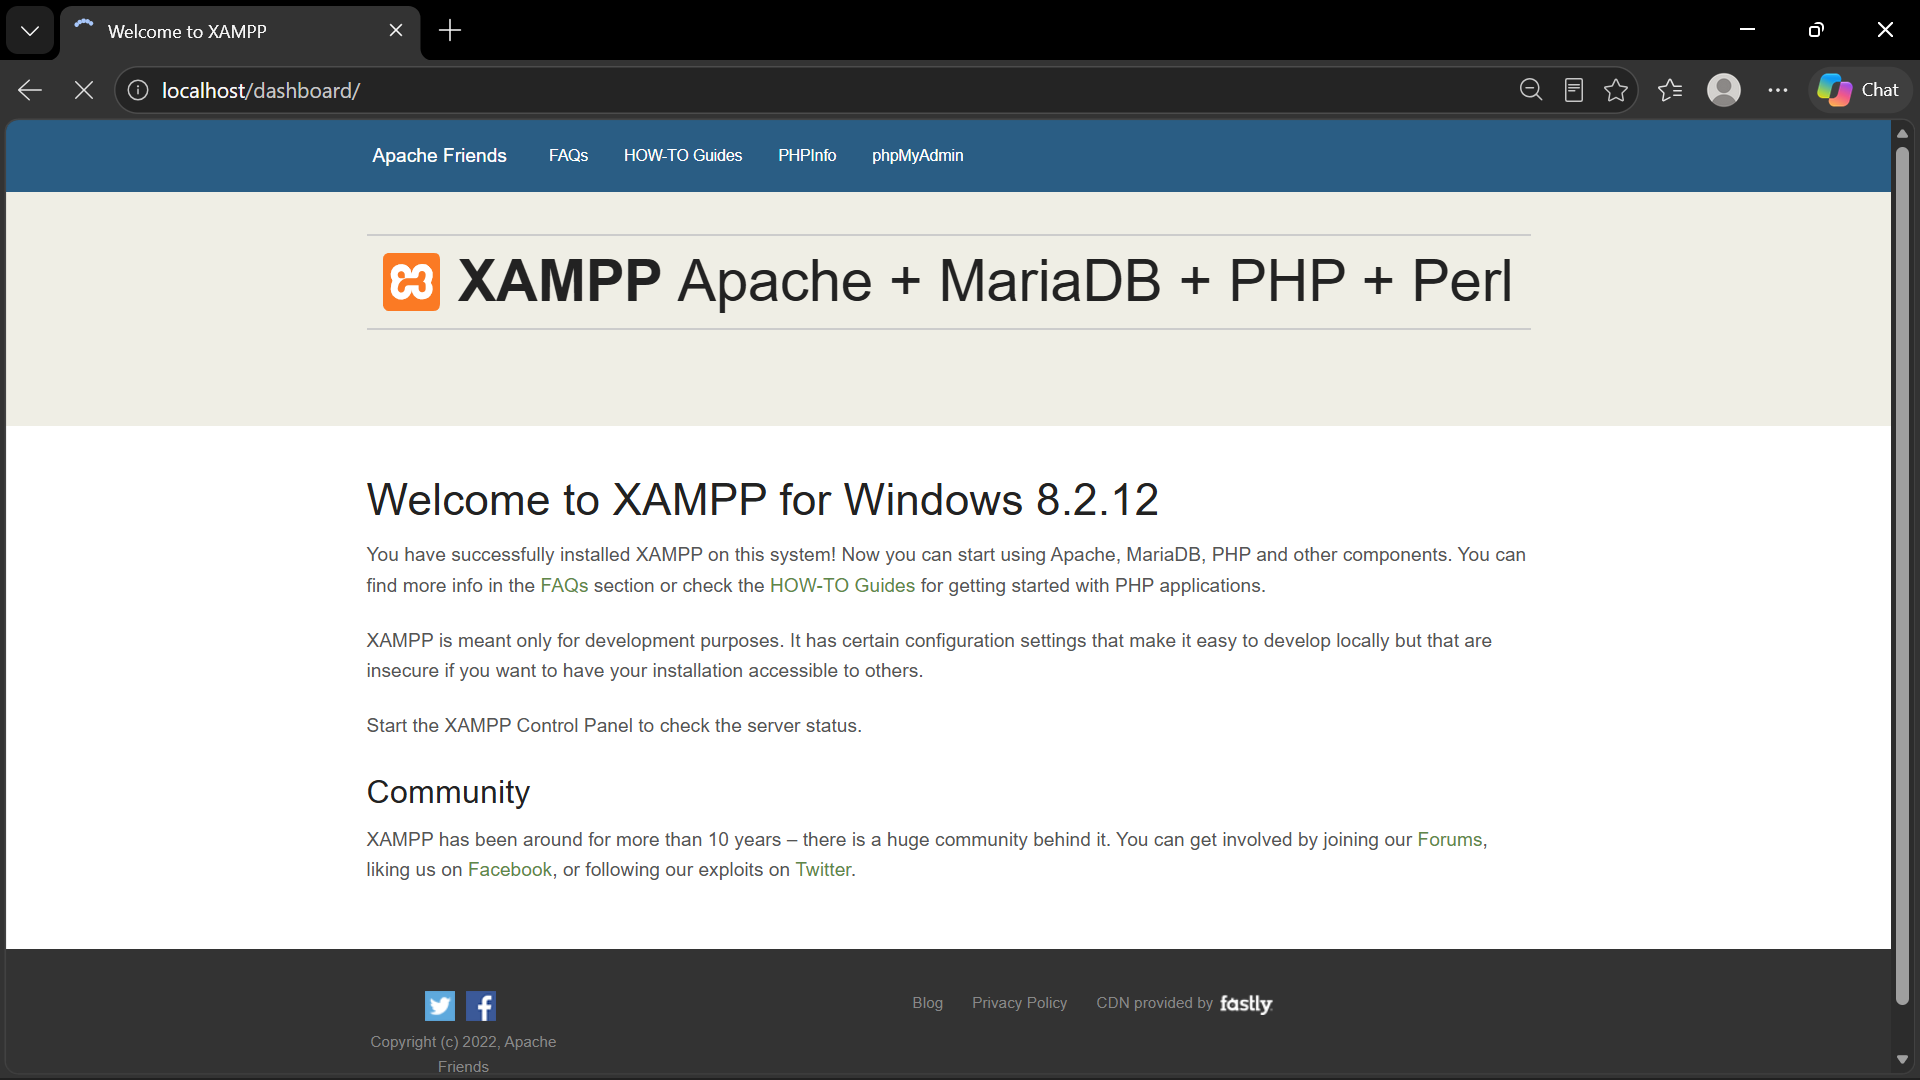 Welcome to XAMPP
localhost/dashboard/
Chat
Apache Friends FAQs HOW-TO Guides PHPInfo phpMyAdmin
XAMPP Apache + MariaDB + PHP + Perl
Welcome to XAMPP for Windows 8.2.12
You have successfully installed XAMPP on this system! Now you can start using Apache, MariaDB, PHP and other components. You can
find more info in the FAQs section or check the HOW-TO Guides for getting started with PHP applications.
XAMPP is meant only for development purposes. It has certain configuration settings that make it easy to develop locally but that are
insecure if you want to have your installation accessible to others.
Start the XAMPP Control Panel to check the server status.
Community
XAMPP has been around for more than 10 years – there is a huge community behind it. You can get involved by joining our Forums,
liking us on Facebook, or following our exploits on Twitter.
Blog Privacy Policy CDN provided by fastly
Copyright (c) 2022, Apache
Friends